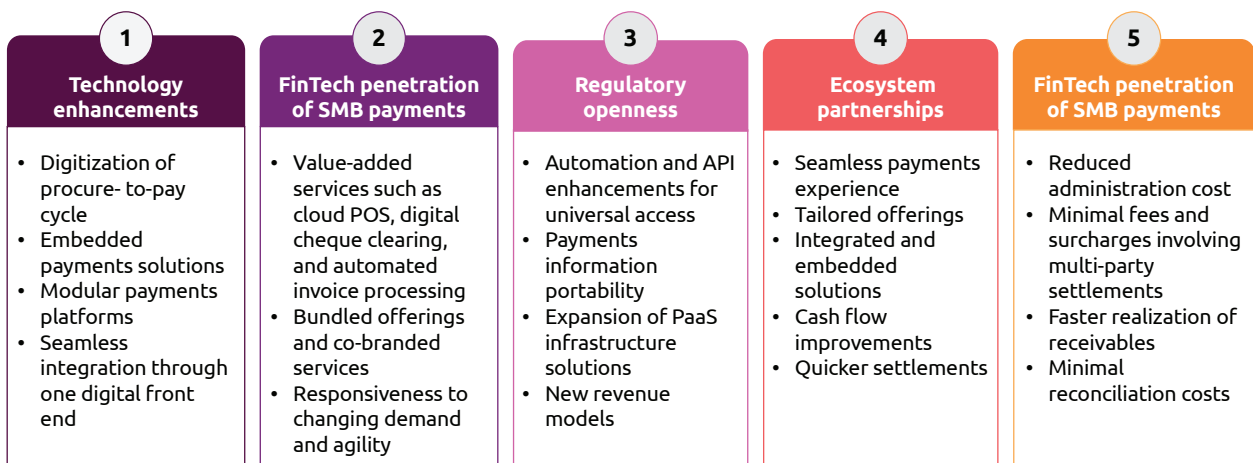 1
Technology
enhancements
• Digitization of
procure- to-pay
cycle
• Embedded
payments solutions
• Modular payments
platforms
• Seamless
integration through
one digital front
end
2
FinTech penetration
of SMB payments
• Value-added
services such as
cloud POS, digital
cheque clearing,
and automated
invoice processing
• Bundled offerings
and co-branded
services
• Responsiveness to
changing demand
and agility
3
Regulatory
openness
• Automation and API
enhancements for
universal access
• Payments
information
portability
• Expansion of PaaS
infrastructure
solutions
• New revenue
models
4
Ecosystem
partnerships
• Seamless payments
experience
• Tailored offerings
• Integrated and
embedded
solutions
• Cash flow
improvements
• Quicker settlements
5
FinTech penetration
of SMB payments
• Reduced
administration cost
• Minimal fees and
surcharges involving
multi-party
settlements
• Faster realization of
receivables
• Minimal
reconciliation costs